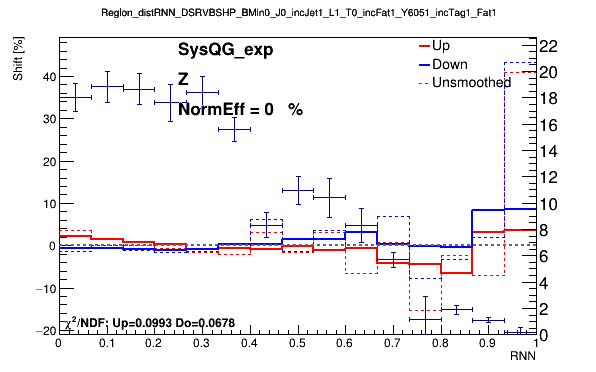 Region_distRNN_DSRVBSHP_BMin0_J0_incJet1_L1_T0_incFat1_Y6051_incTag1_Fat1
Shift [%]
SysQG_exp
Z
NormEff = 0 %
Up
Down
Unsmoothed
40
30
20
10
0
−10
−20
22
20
18
16
14
12
10
8
6
4
2
0
χ²/NDF: Up=0.0993 Do=0.0678
0 0.1 0.2 0.3 0.4 0.5 0.6 0.7 0.8 0.9 1
RNN